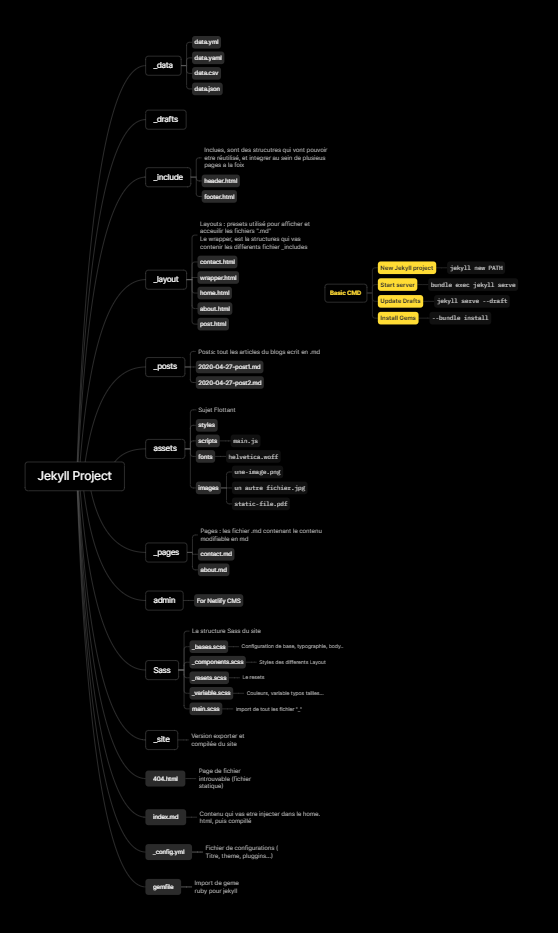 Jekyll Project
_data
data.yml
data.yaml
data.csv
data.json
_drafts
_include
Inclues, sont des strucutres qui vont pouvoir
etre réutilisé, et integrer au sein de plusieus
pages a la foix
header.html
footer.html
_layout
Layouts : presets utilisé pour afficher et
acceuilir les fichiers ".md"
Le wrapper, est la structures qui vas
contenir les differents fichier _includes
contact.html
wrapper.html
home.html
about.html
post.html
Basic CMD
New Jekyll project
jekyll new PATH
Start server
bundle exec jekyll serve
Update Drafts
jekyll serve --draft
Install Gems
--bundle install
_posts
Posts: tout les articles du blogs ecrit en .md
2020-04-27-post1.md
2020-04-27-post2.md
assets
Sujet Flottant
styles
scripts
main.js
fonts
helvetica.woff
images
une-image.png
un autre fichier.jpg
static-file.pdf
_pages
Pages : les fichier .md contenant le contenu
modifiable en md
contact.md
about.md
admin
For Netlify CMS
Sass
La structure Sass du site
_bases.scss
Configuration de base, typographie, body..
_components.scss
Styles des differents Layout
_resets.scss
Le resets
_variable.scss
Couleurs, variable typos tailles...
main.scss
Import de tout les fichier "_"
_site
Version exporter et
compilée du site
404.html
Page de fichier
introuvable (fichier
statique)
index.md
Contenu qui vas etre injecter dans le home.
html, puis compillé
_config.yml
Fichier de configurations (
Titre, theme, pluggins...)
gemfile
Import de geme
ruby pour jekyll